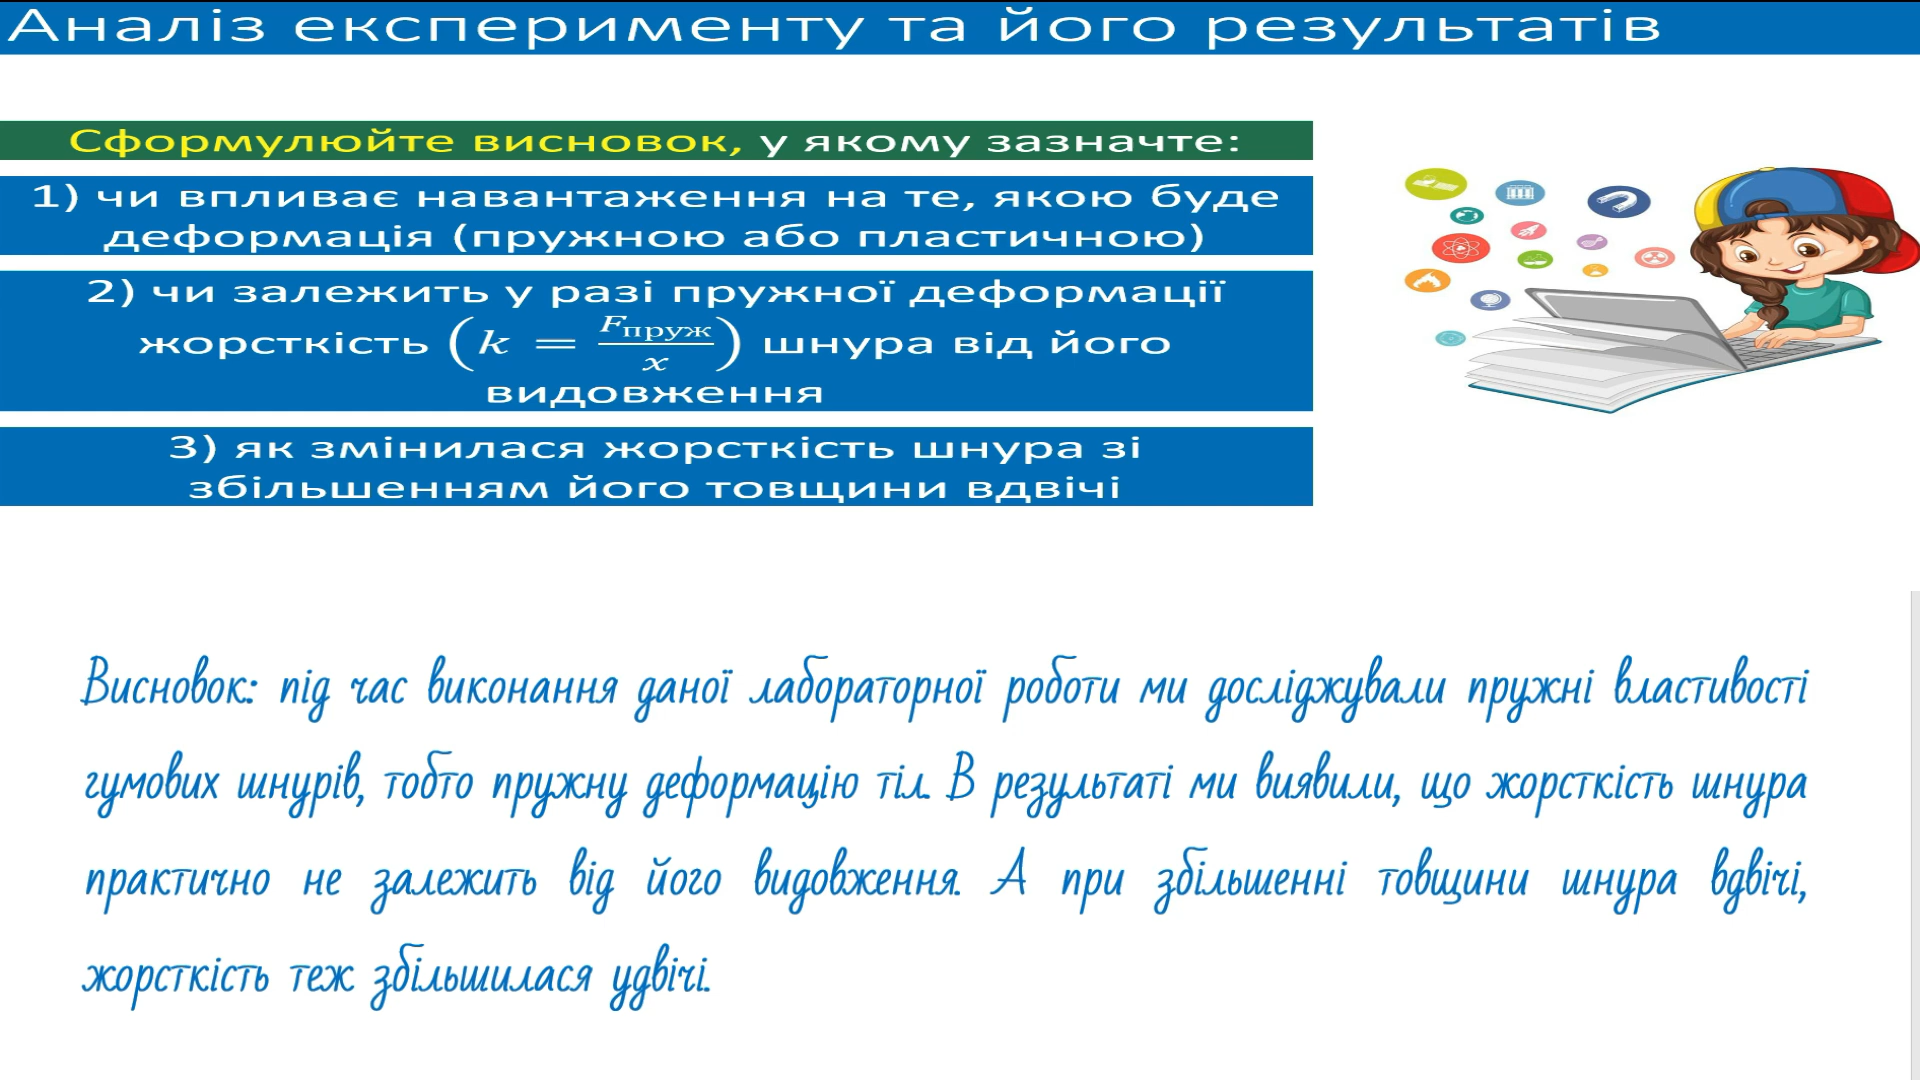 Аналіз експерименту та його результатів
Сформулюйте висновок, у якому зазначте:
1) чи впливає навантаження на те, якою буде
деформація (пружною або пластичною)
2) чи залежить у разі пружної деформації
жорсткість (k = Fпруж/x) шнура від його
видовження
3) як змінилася жорсткість шнура зі
збільшенням його товщини вдвічі
Висновок: під час виконання даної лабораторної роботи ми досліджували пружні властивості
гумових шнурів, тобто пружну деформацію тіл. В результаті ми виявили, що жорсткість шнура
практично не залежить від його видовження. А при збільшенні товщини шнура вдвічі,
жорсткість теж збільшилася удвічі.